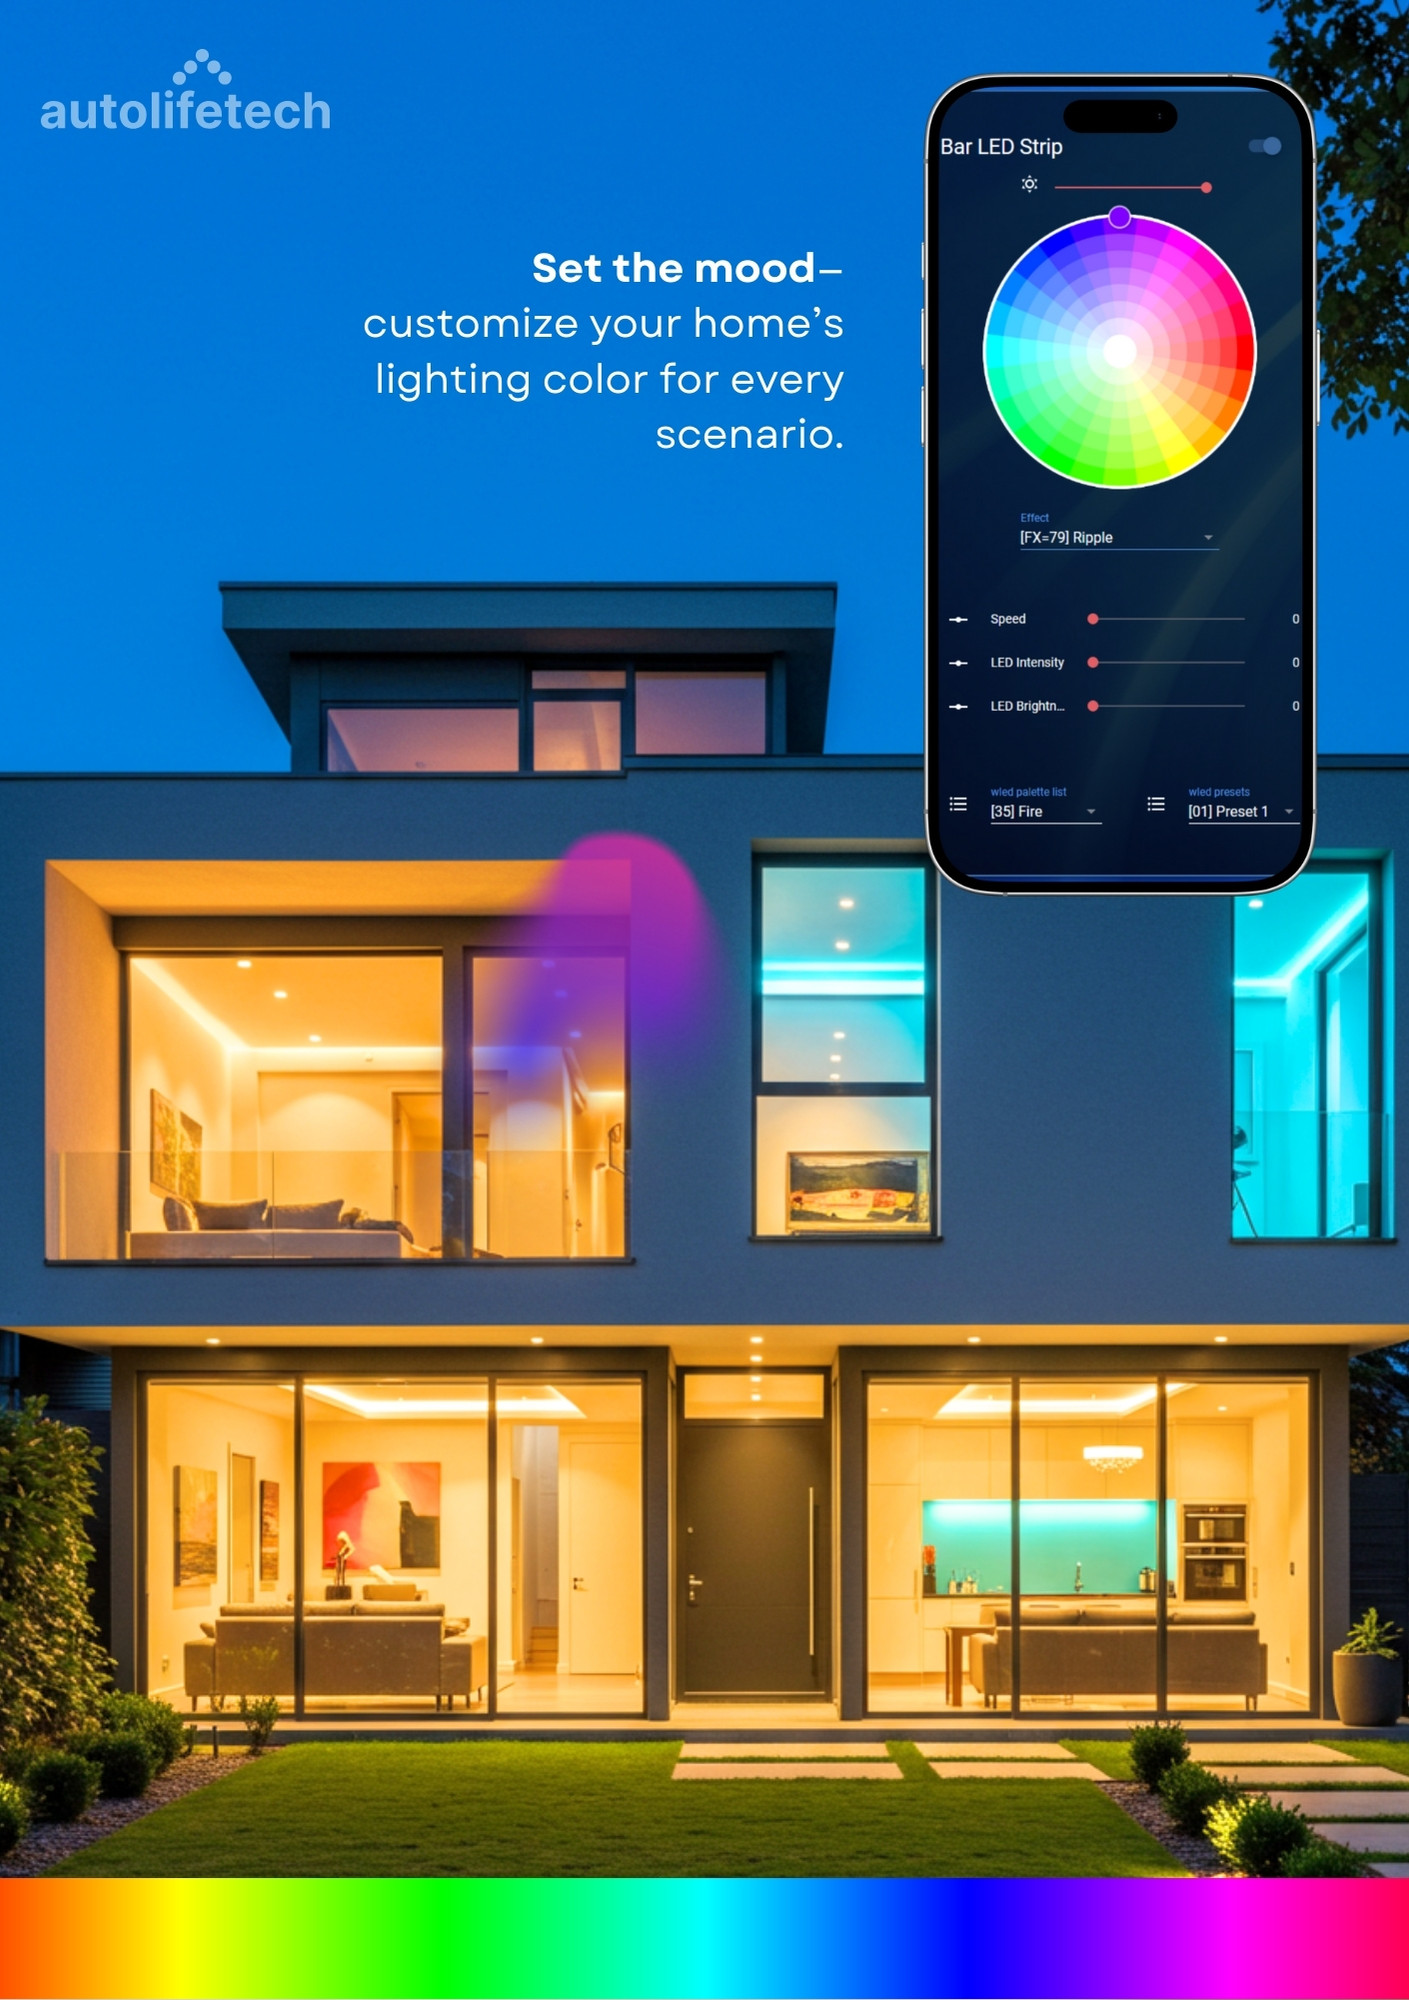 autolifetech
Set the mood—
customize your home’s
lighting color for every
scenario.
Bar LED Strip
Effect
[FX=79] Ripple
Speed 0
LED Intensity 0
LED Brightn... 0
wled palette list
[35] Fire
wled presets
[01] Preset 1